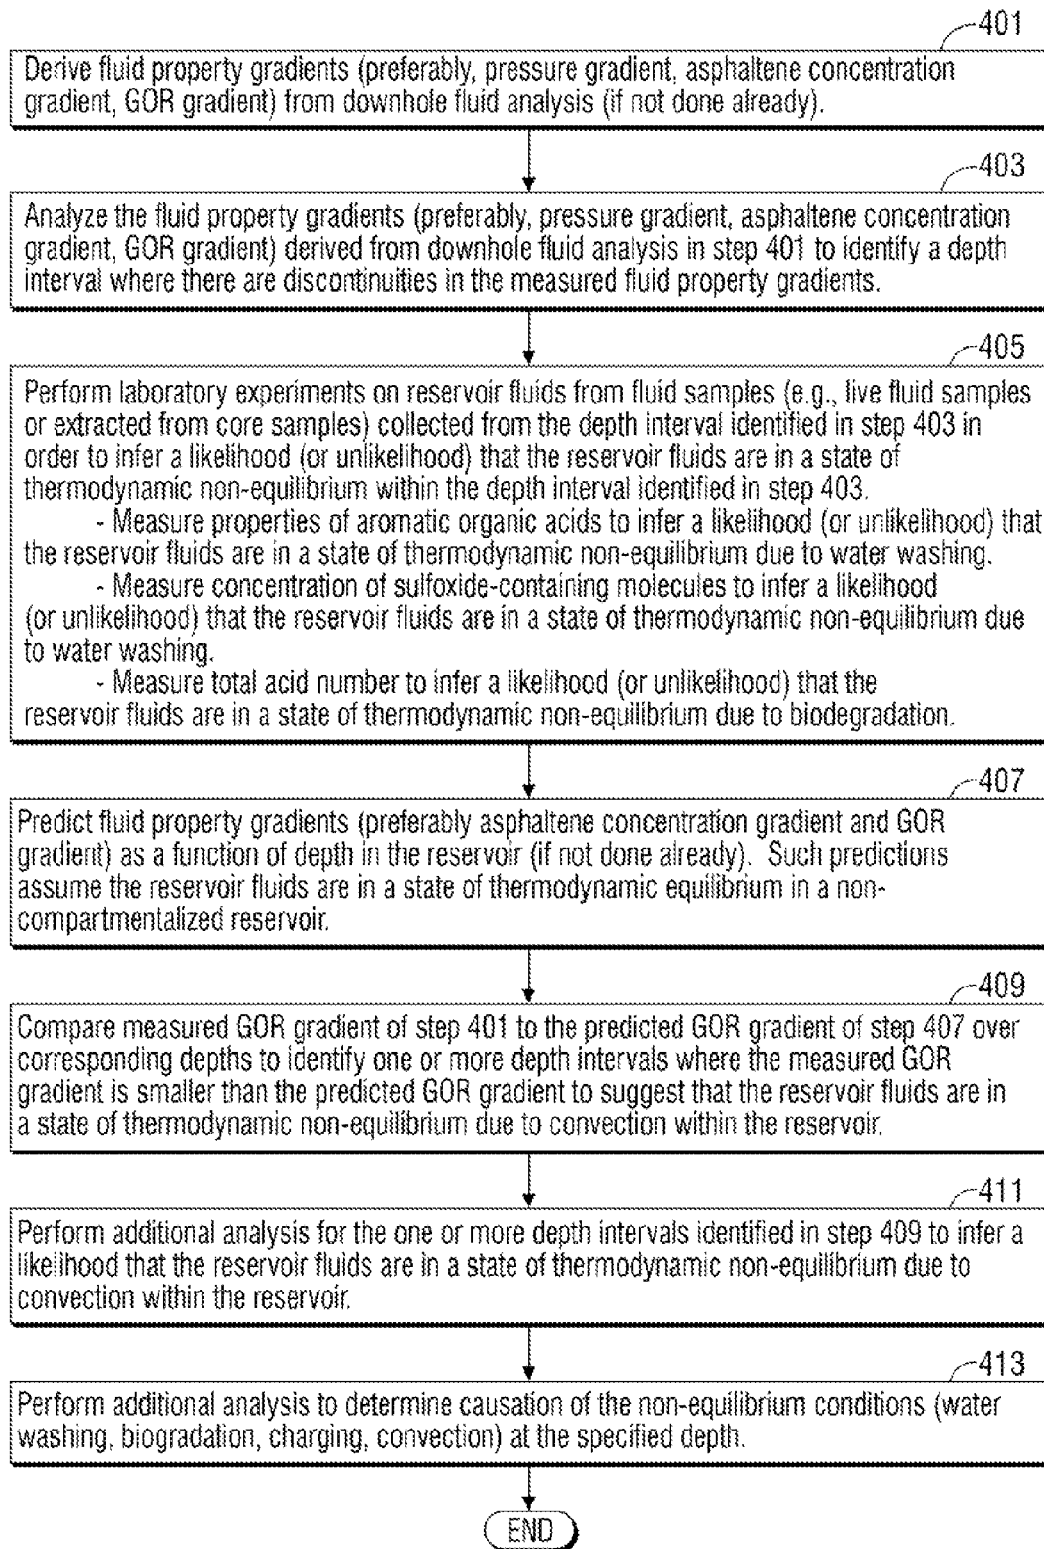 401
Derive fluid property gradients (preferably, pressure gradient, asphaltene concentration
gradient, GOR gradient) from downhole fluid analysis (if not done already).
403
Analyze the fluid property gradients (preferably, pressure gradient, asphaltene concentration
gradient, GOR gradient) derived from downhole fluid analysis in step 401 to identify a depth
interval where there are discontinuities in the measured fluid property gradients.
405
Perform laboratory experiments on reservoir fluids from fluid samples (e.g., live fluid samples
or extracted from core samples) collected from the depth interval identified in step 403 in
order to infer a likelihood (or unlikelihood) that the reservoir fluids are in a state of
thermodynamic non-equilibrium within the depth interval identified in step 403.
- Measure properties of aromatic organic acids to infer a likelihood (or unlikelihood) that
the reservoir fluids are in a state of thermodynamic non-equilibrium due to water washing.
- Measure concentration of sulfoxide-containing molecules to infer a likelihood
(or unlikelihood) that the reservoir fluids are in a state of thermodynamic non-equilibrium due
to water washing.
- Measure total acid number to infer a likelihood (or unlikelihood) that the
reservoir fluids are in a state of thermodynamic non-equilibrium due to biodegradation.
407
Predict fluid property gradients (preferably asphaltene concentration gradient and GOR
gradient) as a function of depth in the reservoir (if not done already). Such predictions
assume the reservoir fluids are in a state of thermodynamic equilibrium in a non-
compartmentalized reservoir.
409
Compare measured GOR gradient of step 401 to the predicted GOR gradient of step 407 over
corresponding depths to identify one or more depth intervals where the measured GOR
gradient is smaller than the predicted GOR gradient to suggest that the reservoir fluids are in
a state of thermodynamic non-equilibrium due to convection within the reservoir.
411
Perform additional analysis for the one or more depth intervals identified in step 409 to infer a
likelihood that the reservoir fluids are in a state of thermodynamic non-equilibrium due to
convection within the reservoir.
413
Perform additional analysis to determine causation of the non-equilibrium conditions (water
washing, biogradation, charging, convection) at the specified depth.
END